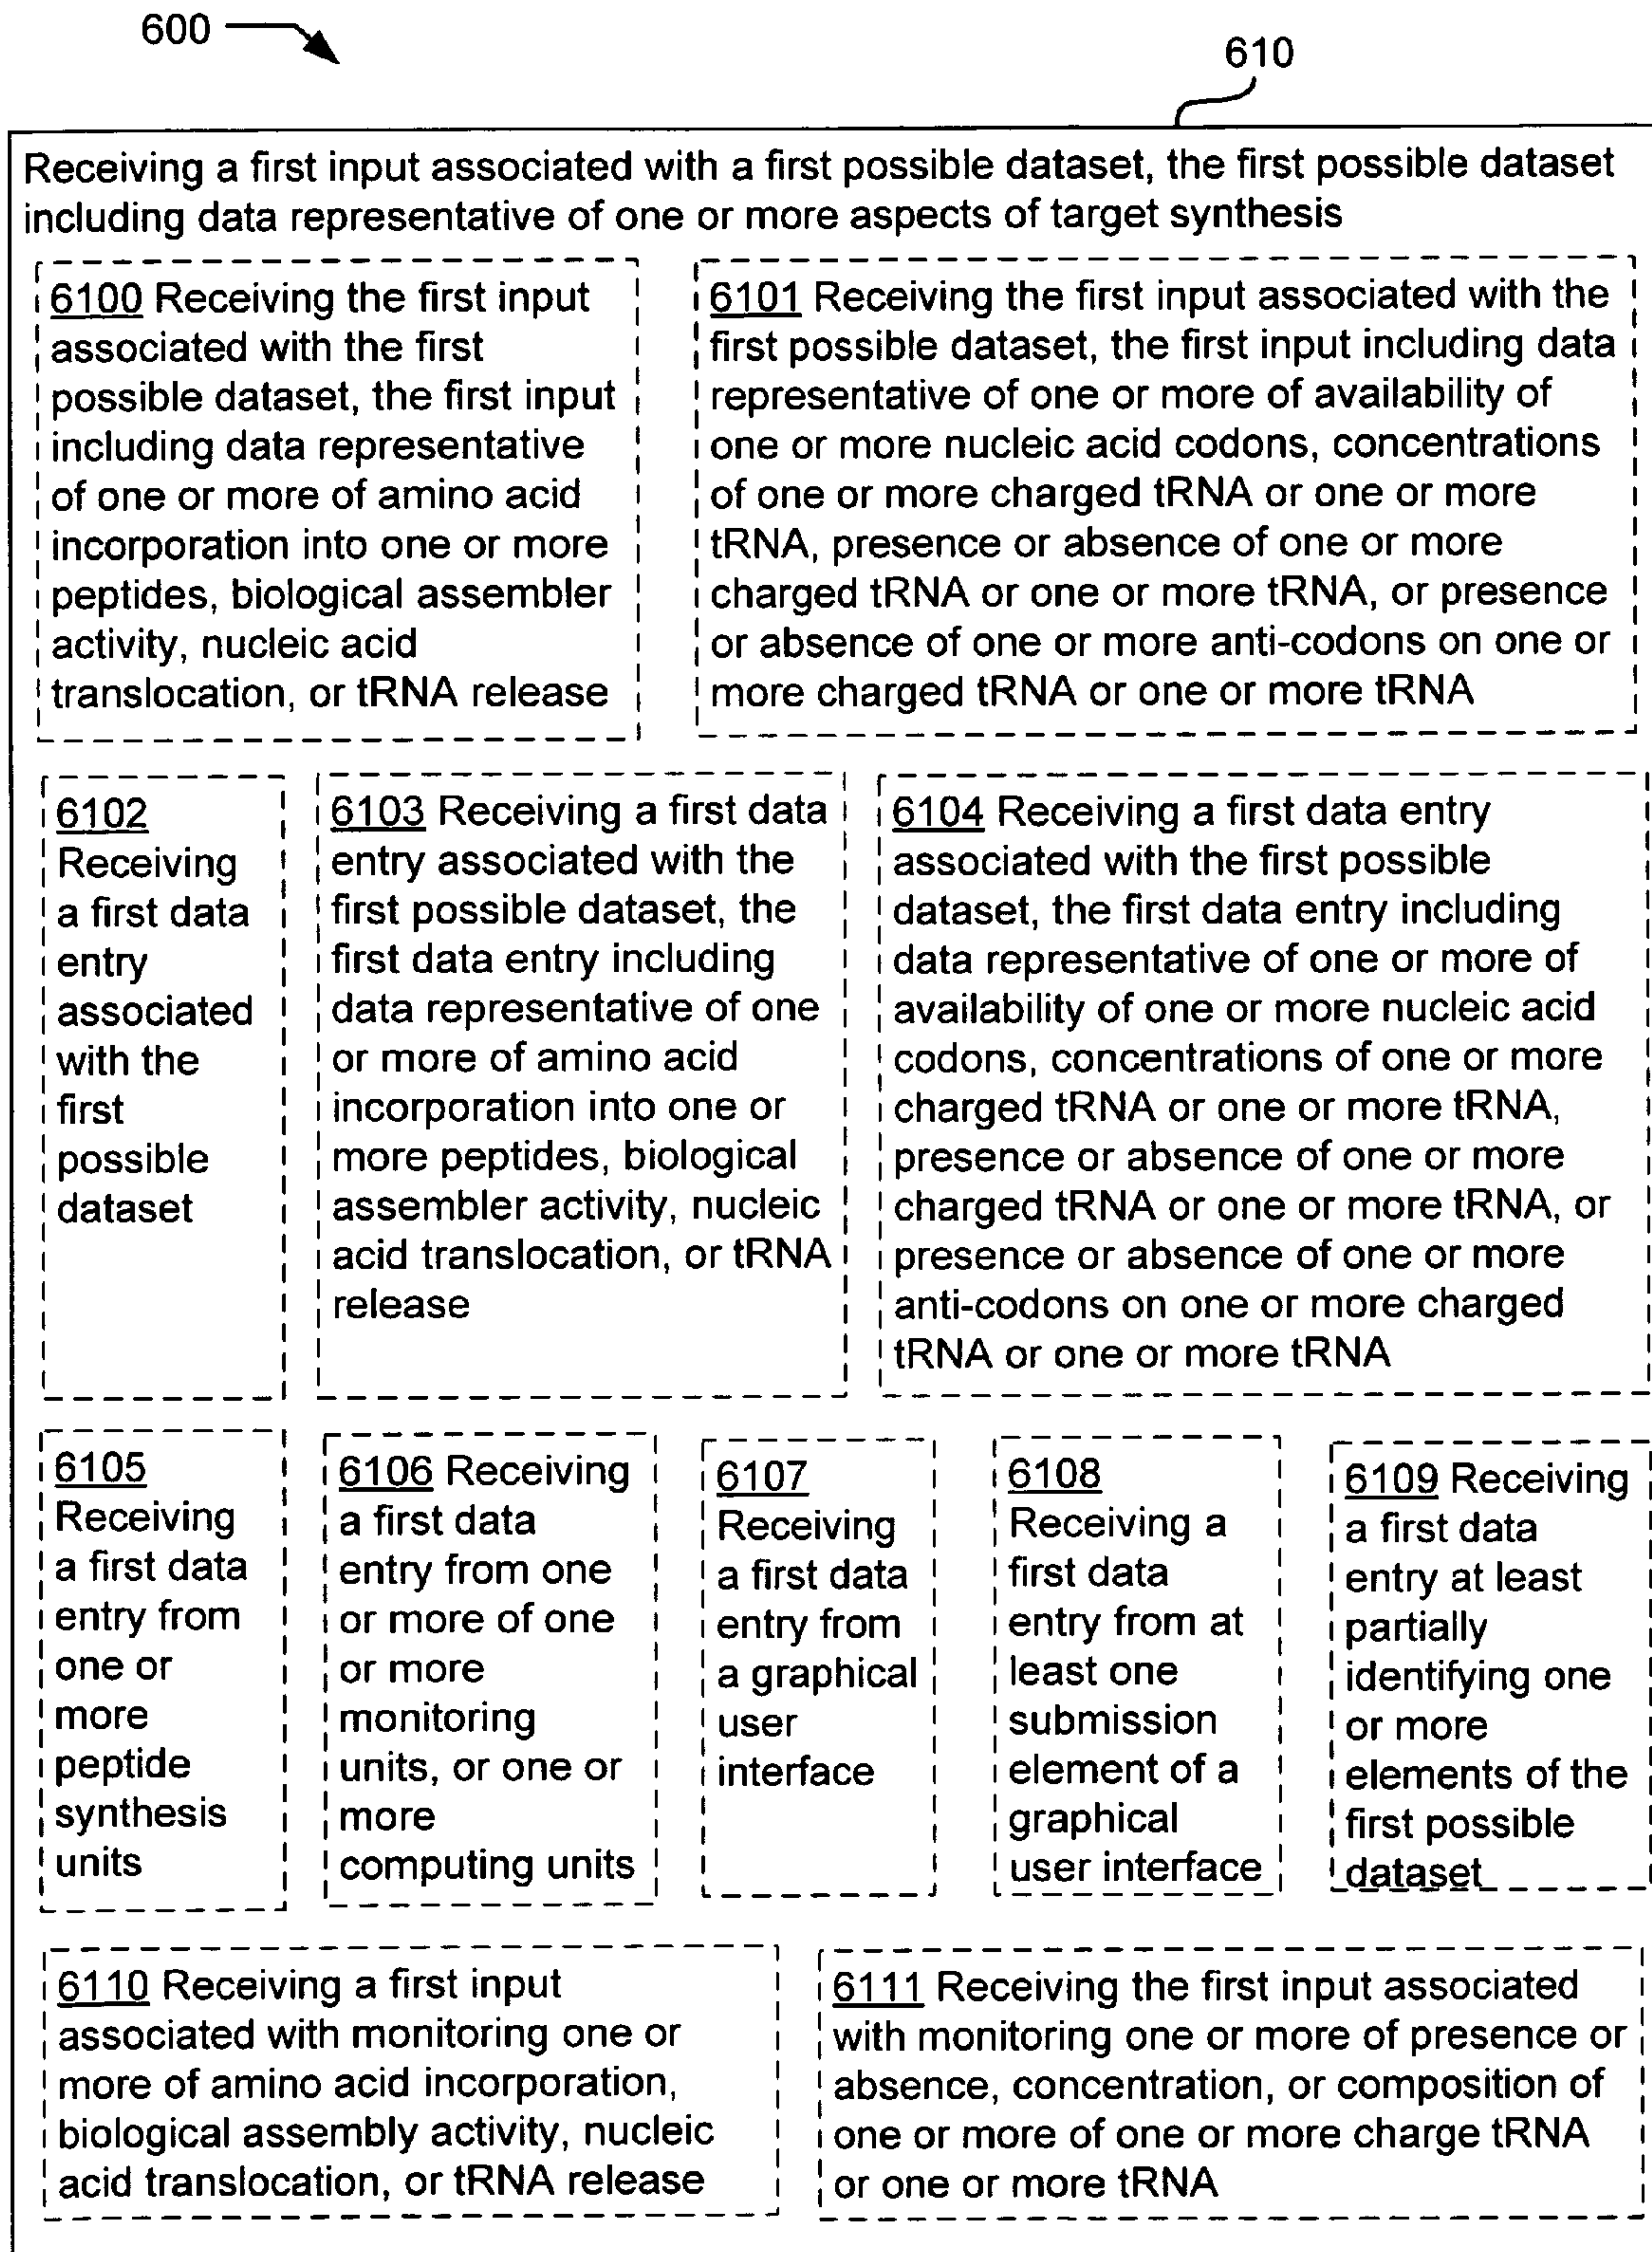 600
610
Receiving a first input associated with a first possible dataset, the first possible dataset
including data representative of one or more aspects of target synthesis
6100 Receiving the first input
associated with the first
possible dataset, the first input
including data representative
of one or more of amino acid
incorporation into one or more
peptides, biological assembler
activity, nucleic acid
translocation, or tRNA release
6101 Receiving the first input associated with the
first possible dataset, the first input including data
representative of one or more of availability of
one or more nucleic acid codons, concentrations
of one or more charged tRNA or one or more
tRNA, presence or absence of one or more
charged tRNA or one or more tRNA, or presence
or absence of one or more anti-codons on one or
more charged tRNA or one or more tRNA
6102
Receiving
a first data
entry
associated
with the
first
possible
dataset
6103 Receiving a first data
entry associated with the
first possible dataset, the
first data entry including
data representative of one
or more of amino acid
incorporation into one or
more peptides, biological
assembler activity, nucleic
acid translocation, or tRNA
release
6104 Receiving a first data entry
associated with the first possible
dataset, the first data entry including
data representative of one or more of
availability of one or more nucleic acid
codons, concentrations of one or more
charged tRNA or one or more tRNA,
presence or absence of one or more
charged tRNA or one or more tRNA, or
presence or absence of one or more
anti-codons on one or more charged
tRNA or one or more tRNA
6105
Receiving
a first data
entry from
one or
more
peptide
synthesis
units
6106 Receiving
a first data
entry from one
or more of one
or more
monitoring
units, or one or
more
computing units
6107
Receiving
a first data
entry from
a graphical
user
interface
6108
Receiving a
first data
entry from at
least one
submission
element of a
graphical
user interface
6109 Receiving
a first data
entry at least
partially
identifying one
or more
elements of the
first possible
dataset
6110 Receiving a first input
associated with monitoring one or
more of amino acid incorporation,
biological assembly activity, nucleic
acid translocation, or tRNA release
6111 Receiving the first input associated
with monitoring one or more of presence or
absence, concentration, or composition of
one or more of one or more charge tRNA
or one or more tRNA